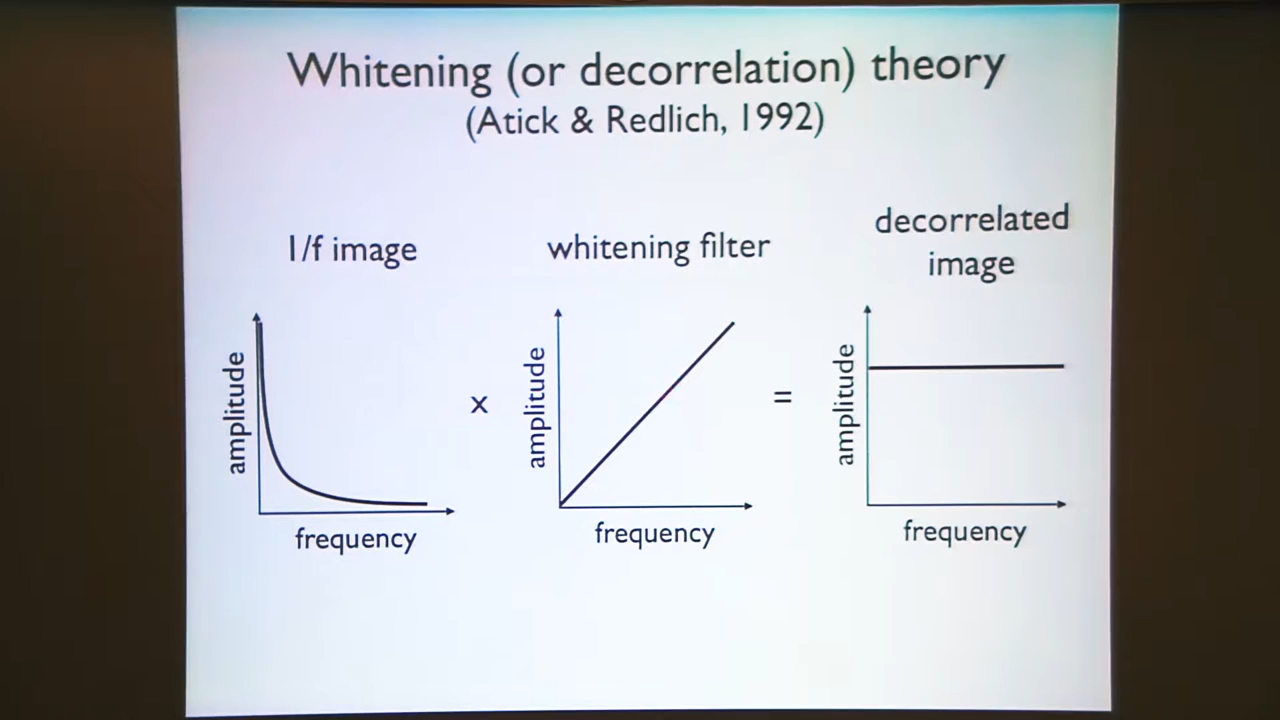 Whitening (or decorrelation) theory
(Atick & Redlich, 1992)
1/f image
whitening filter
decorrelated
image
amplitude
frequency
x
amplitude
frequency
=
amplitude
frequency